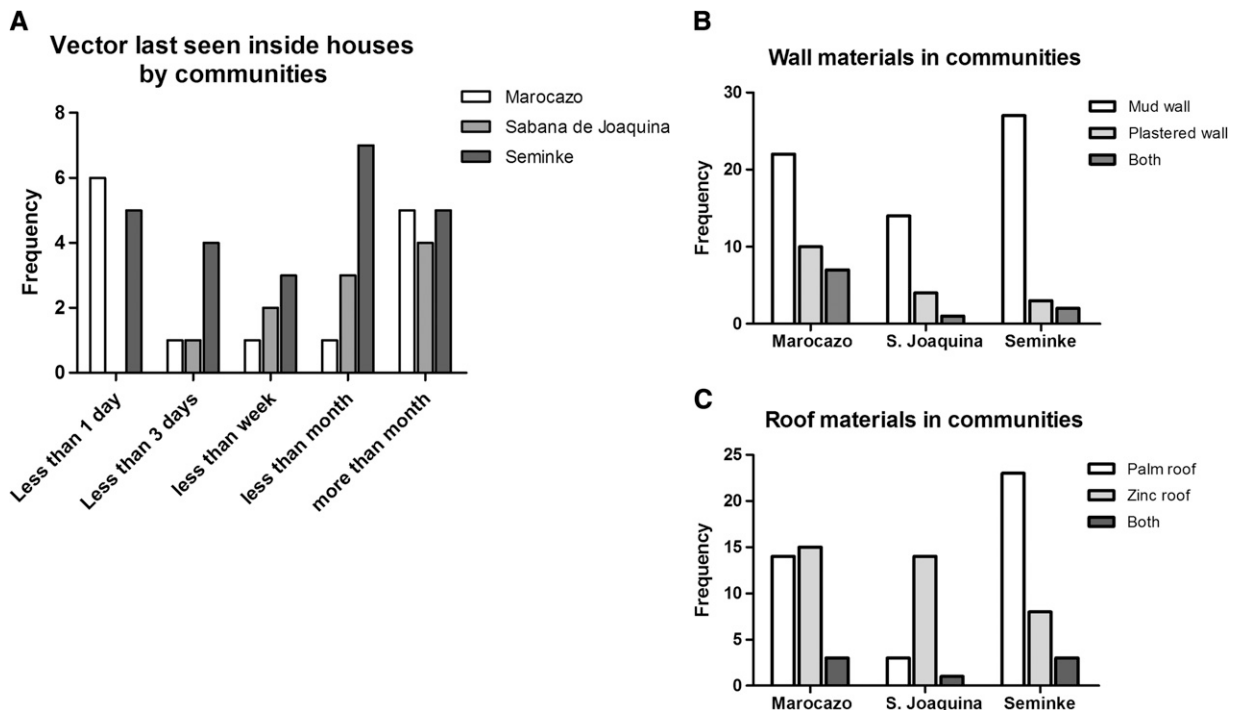 A
Vector last seen inside houses
by communities
Marocazo
Sabana de Joaquina
Seminke
Frequency
8
6
4
2
0
Less than 1 day
Less than 3 days
less than week
less than month
more than month
B
Wall materials in communities
Mud wall
Plastered wall
Both
Frequency
30
20
10
0
Marocazo
S. Joaquina
Seminke
C
Roof materials in communities
Palm roof
Zinc roof
Both
Frequency
25
20
15
10
5
0
Marocazo
S. Joaquina
Seminke